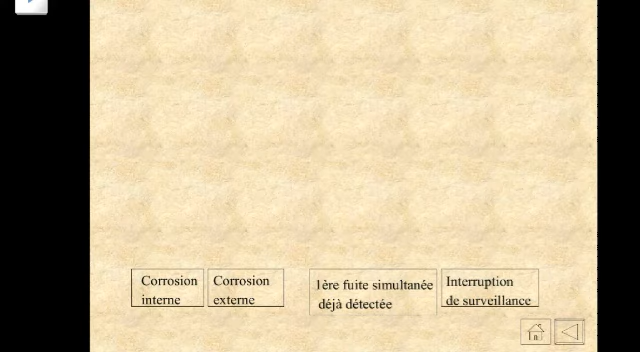 Corrosion
interne
Corrosion
externe
1ère fuite simultanée
déjà détectée
Interruption
de surveillance